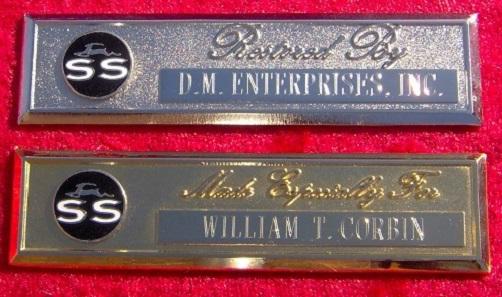 SS
Restored By
D.M. ENTERPRISES, INC.
SS
Made Especially For
WILLIAM T. CORBIN